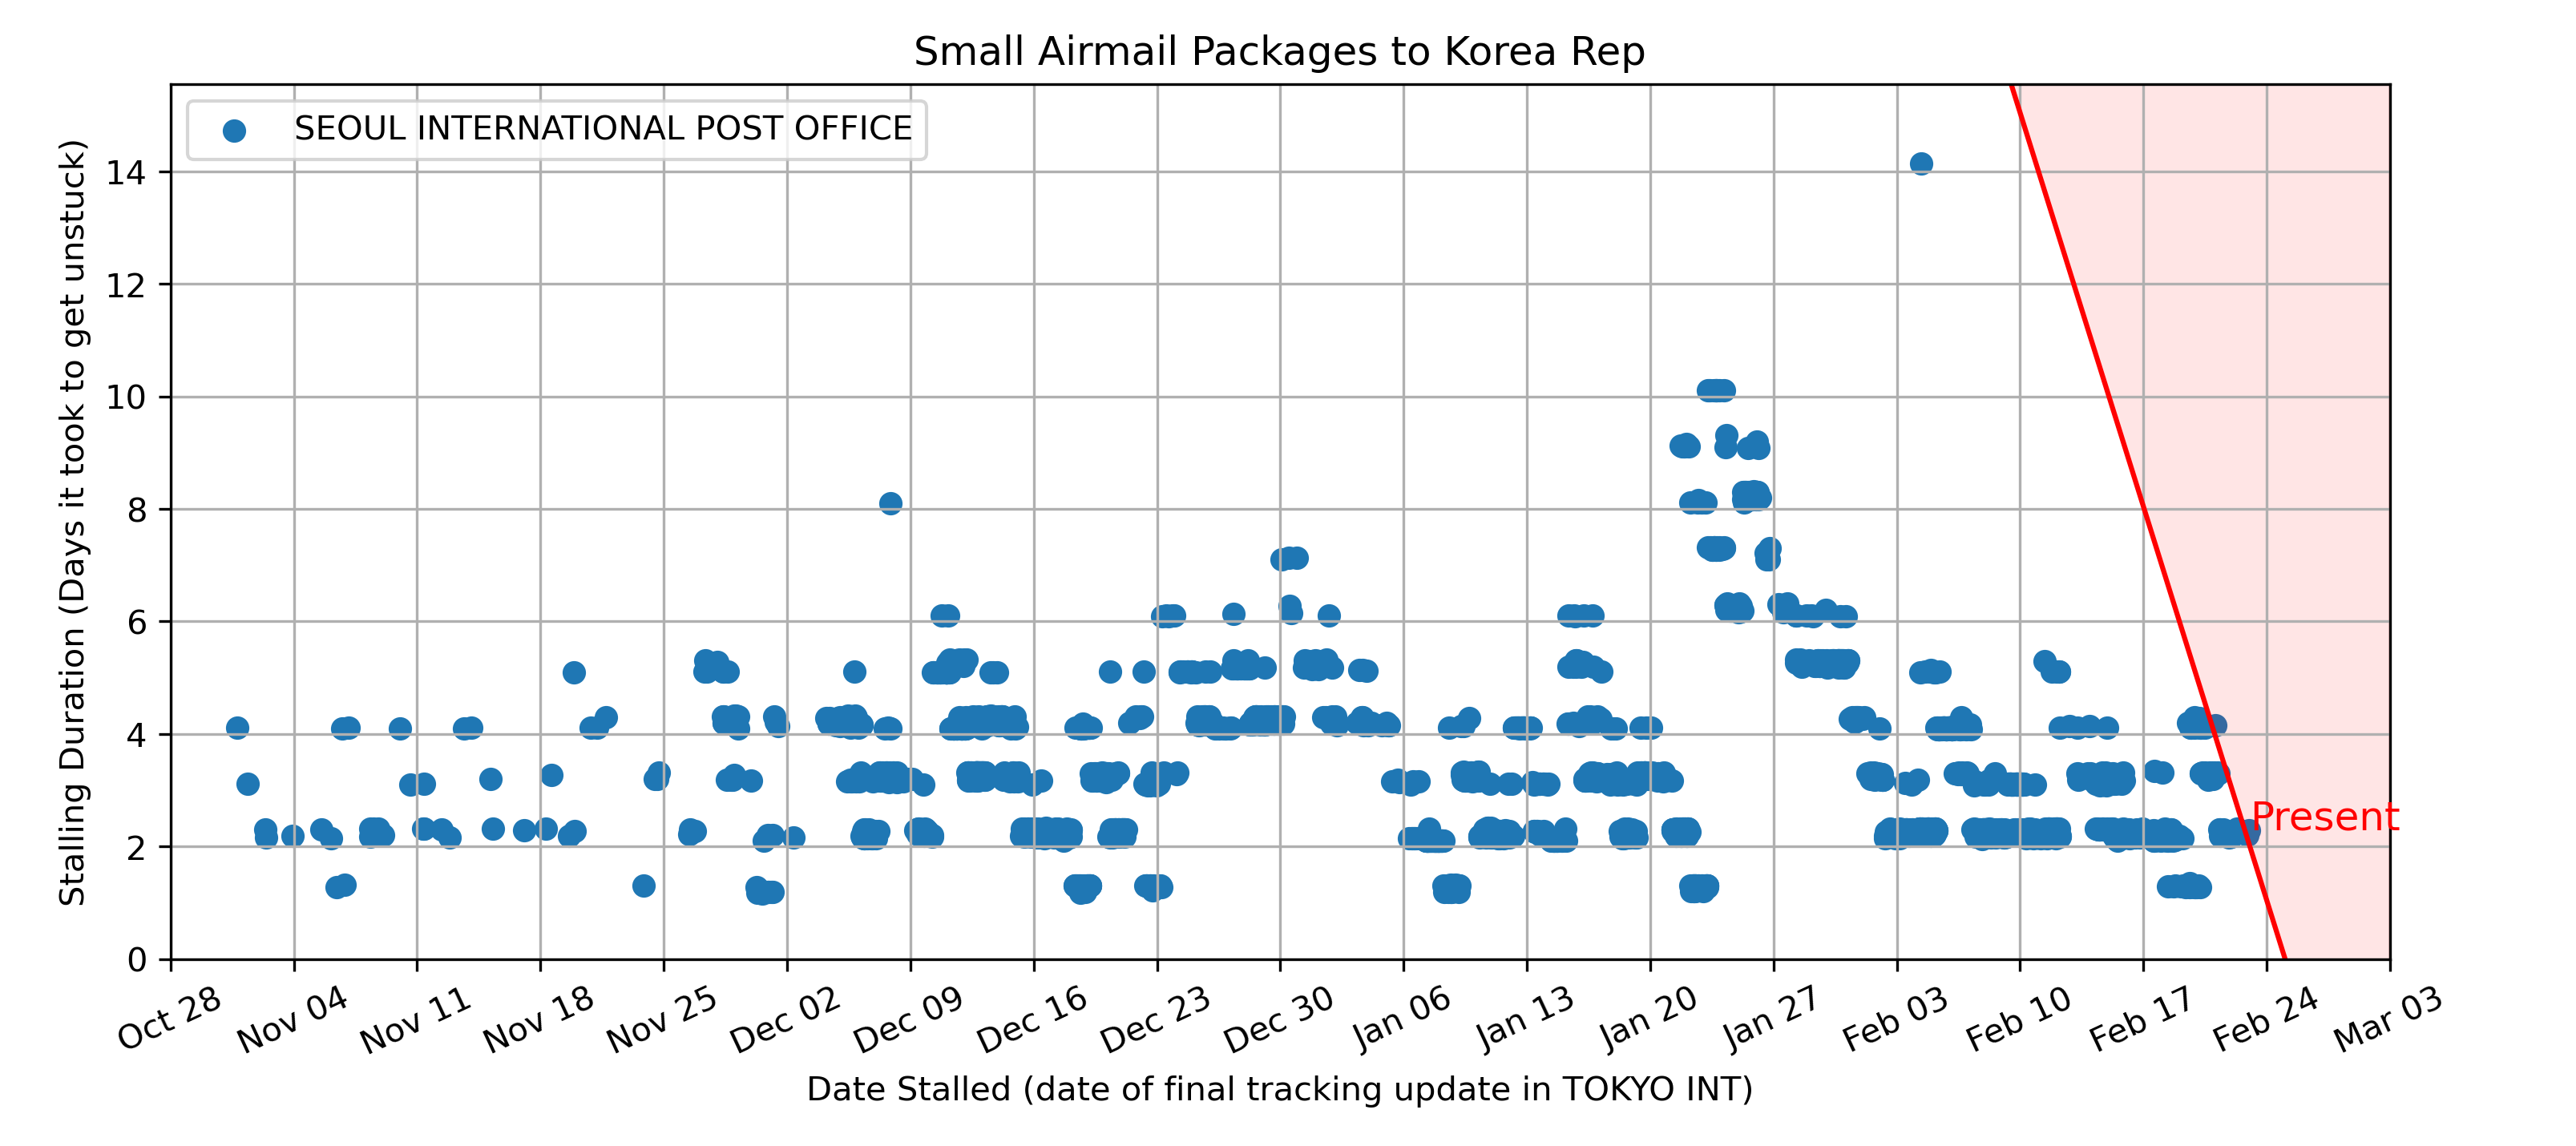 Small Airmail Packages to Korea Rep
SEOUL INTERNATIONAL POST OFFICE
Stalling Duration (Days it took to get unstuck)
14
12
10
8
6
4
2
0
Present
Oct 28
Nov 04
Nov 11
Nov 18
Nov 25
Dec 02
Dec 09
Dec 16
Dec 23
Dec 30
Jan 06
Jan 13
Jan 20
Jan 27
Feb 03
Feb 10
Feb 17
Feb 24
Mar 03
Date Stalled (date of final tracking update in TOKYO INT)